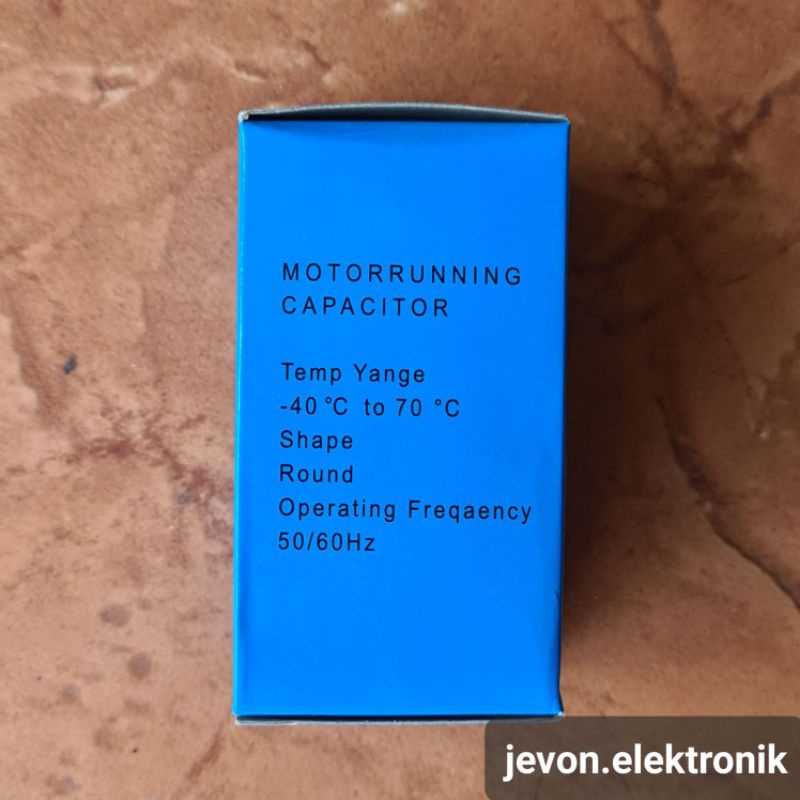 MOTORRUNNING
CAPACITOR
Temp Yange
-40 °C to 70 °C
Shape
Round
Operating Freqaency
50/60Hz
jevon.elektronik